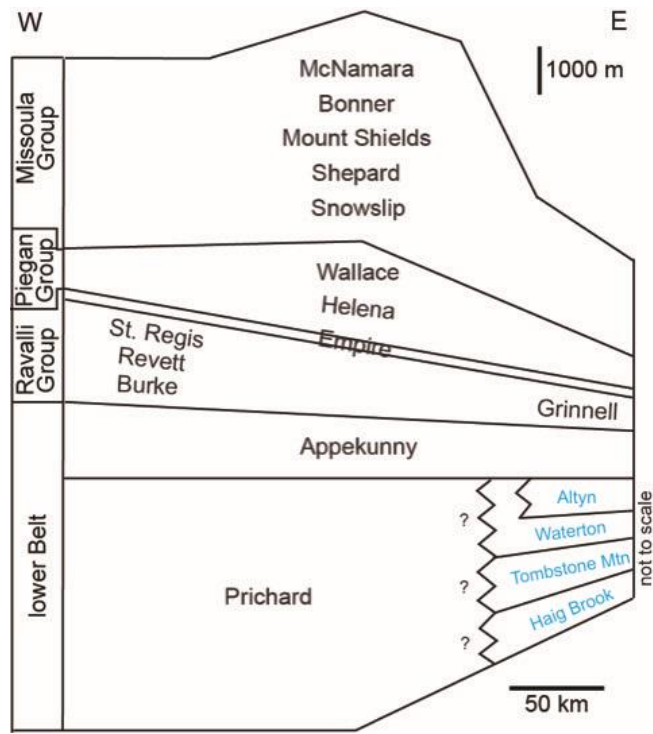 W
E
1000 m
Missoula
Group
McNamara
Bonner
Mount Shields
Shepard
Snowslip
Piegan
Group
Wallace
Helena
Empire
Ravalli
Group
St. Regis
Revett
Burke
Grinnell
Appekunny
lower Belt
Prichard
?
?
?
Altyn
Waterton
Tombstone Mtn
Haig Brook
not to scale
50 km